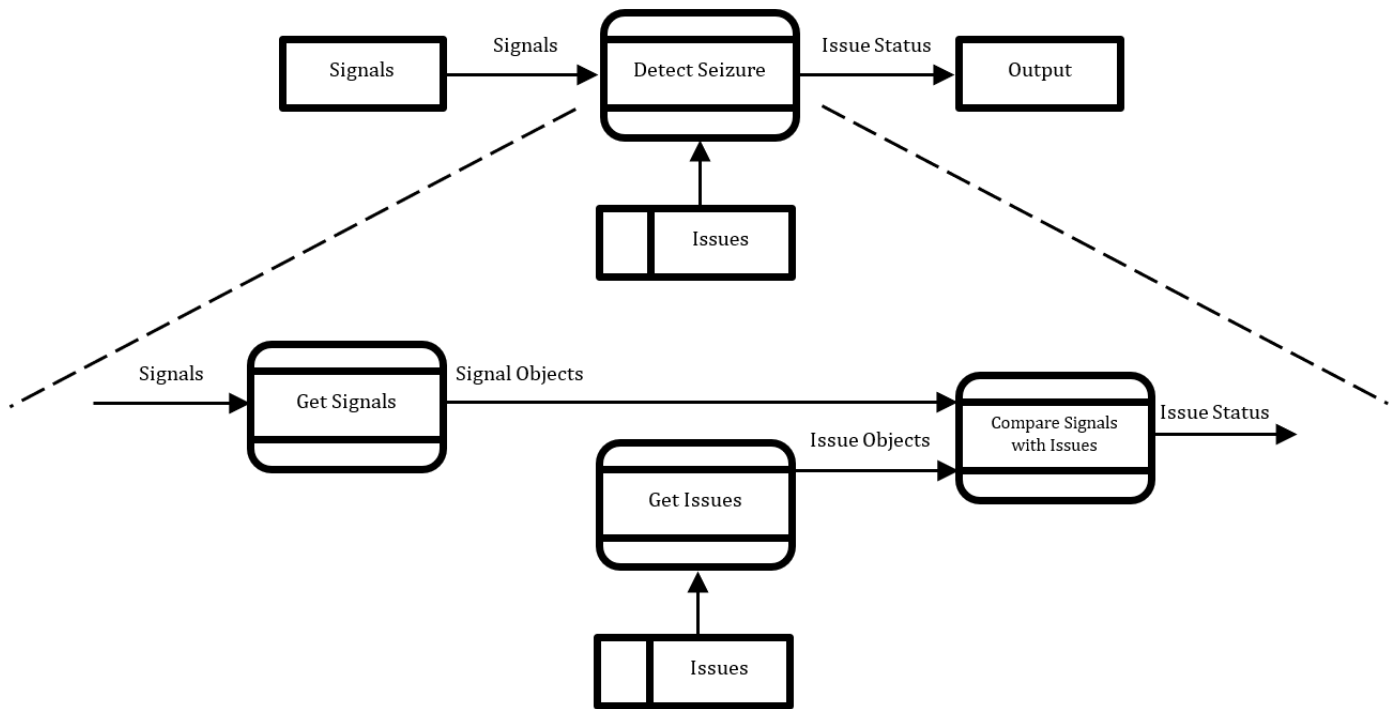 Signals
Signals
Detect Seizure
Issue Status
Output
Issues
Signals
Get Signals
Signal Objects
Issue Objects
Compare Signals
with Issues
Issue Status
Get Issues
Issues